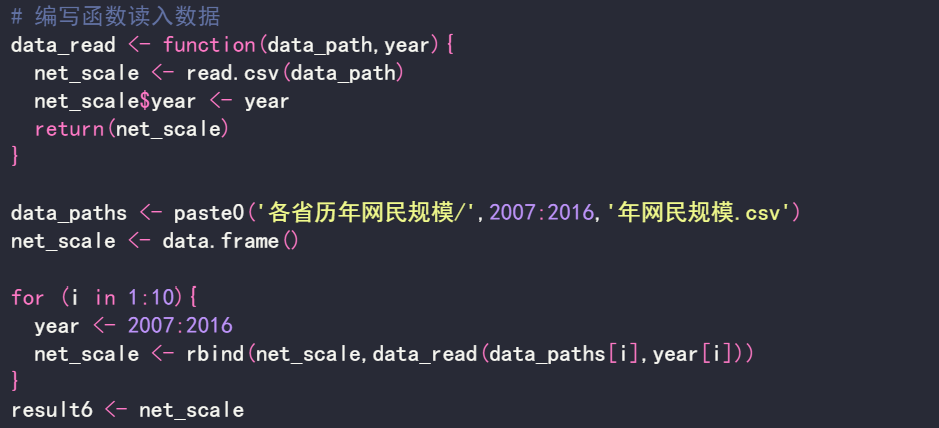 # 编写函数读入数据
data_read <- function(data_path,year){
  net_scale <- read.csv(data_path)
  net_scale$year <- year
  return(net_scale)
}
data_paths <- paste0('各省历年网民规模/',2007:2016,'年网民规模.csv')
net_scale <- data.frame()
for (i in 1:10){
  year <- 2007:2016
  net_scale <- rbind(net_scale,data_read(data_paths[i],year[i]))
}
result6 <- net_scale